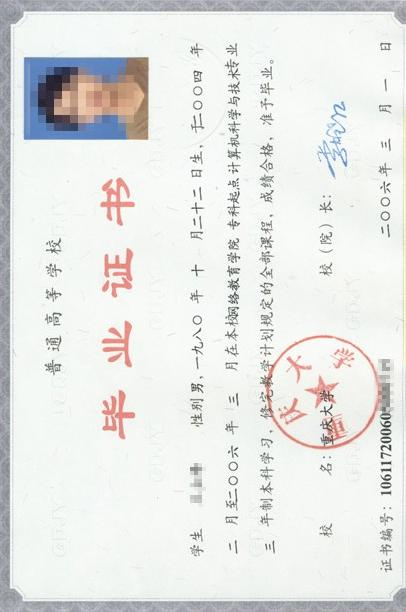 普通高等学校
毕业证书
学生 性别男,一九八〇年 十 月二十二日生,于二〇〇四 年
二 月至二〇〇六 年 三 月在本校网络教育学院 专科起点 计算机科学与技术专业
三 年制本科学习,修完教学计划规定的全部课程,成绩合格,准予毕业。
校 名:重庆大学 校(院)长:
重庆大学
证书编号:10611720060 二〇〇六年 三 月 一 日